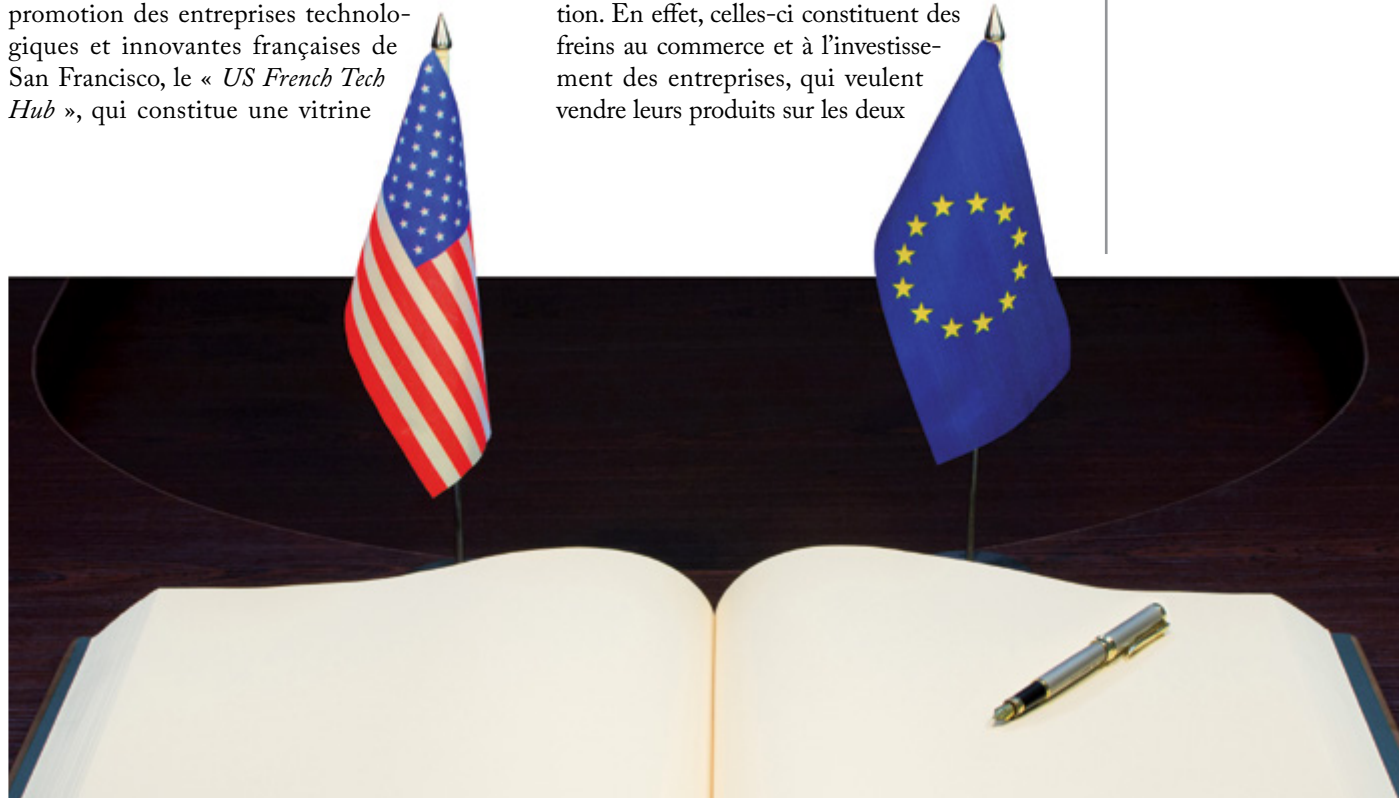 promotion des entreprises technolo-
giques et innovantes françaises de
San Francisco, le « US French Tech
Hub », qui constitue une vitrine
tion. En effet, celles-ci constituent des
freins au commerce et à l’investisse-
ment des entreprises, qui veulent
vendre leurs produits sur les deux